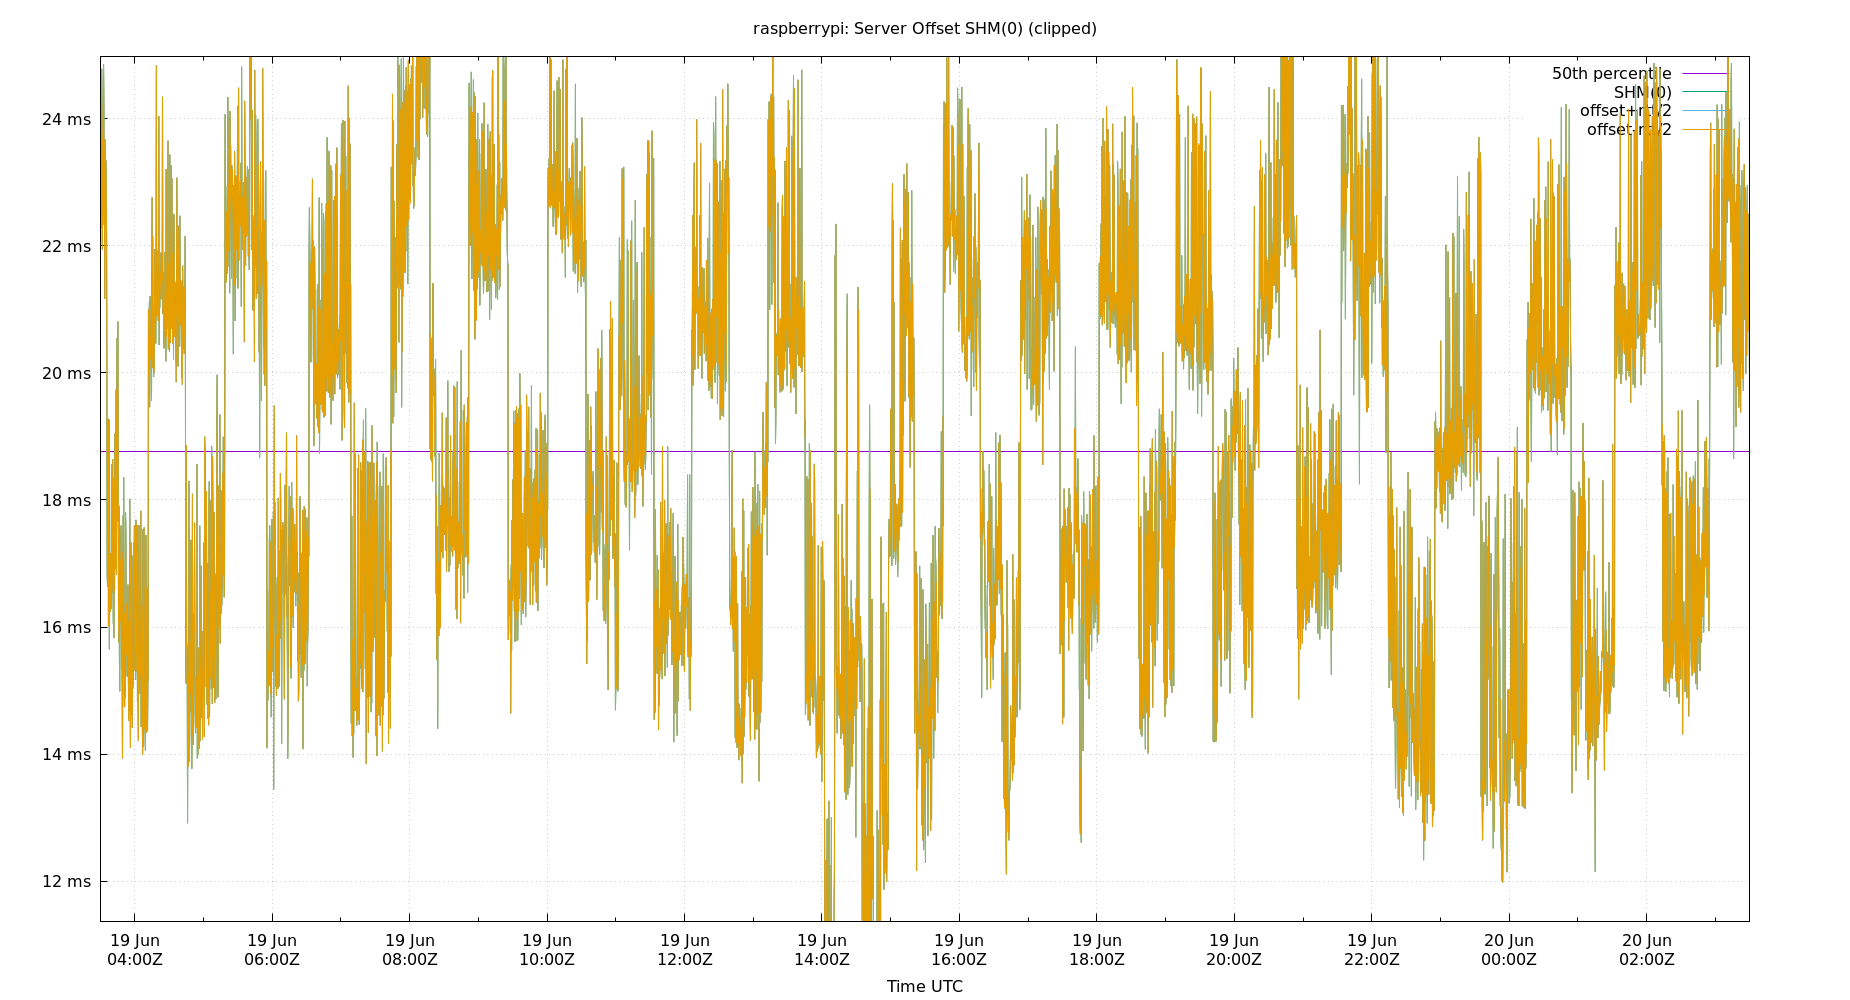 raspberrypi: Server Offset SHM(0) (clipped)
50th percentile
SHM(0)
offset+rtt/2
offset-rtt/2
24 ms
22 ms
20 ms
18 ms
16 ms
14 ms
12 ms
19 Jun 19 Jun 19 Jun 19 Jun 19 Jun 19 Jun 19 Jun 19 Jun 19 Jun 19 Jun 20 Jun 20 Jun
04:00Z 06:00Z 08:00Z 10:00Z 12:00Z 14:00Z 16:00Z 18:00Z 20:00Z 22:00Z 00:00Z 02:00Z
Time UTC